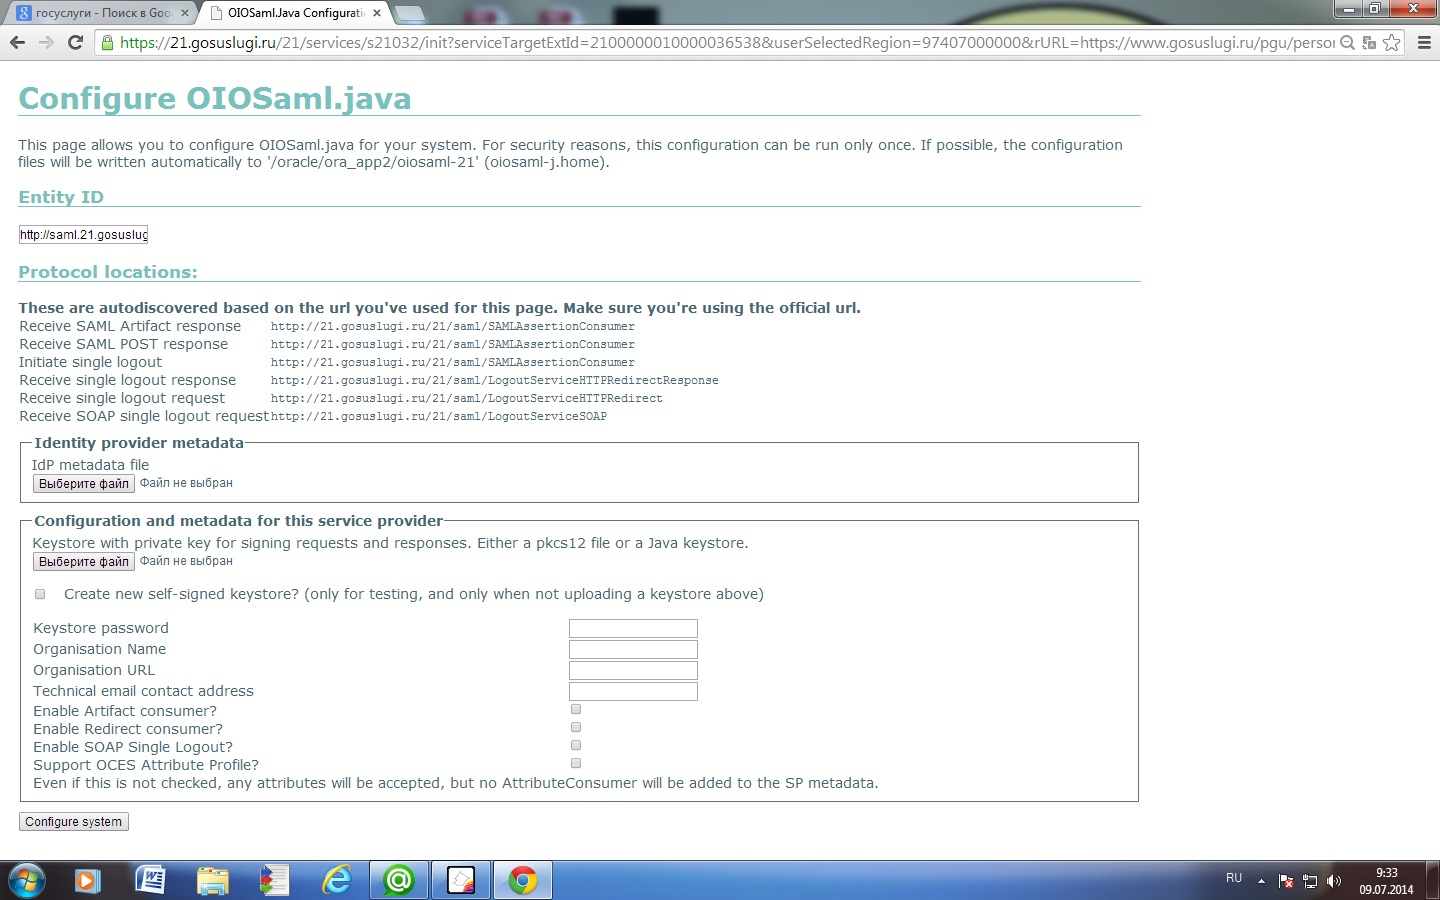 госуслуги - Поиск в Goo
OIOSaml.Java Configurati
https://21.gosuslugi.ru/21/services/s21032/init?serviceTargetExtId=2100000010000036538&userSelectedRegion=97407000000&rURL=https://www.gosuslugi.ru/pgu/person
Configure OIOSaml.java
This page allows you to configure OIOSaml.java for your system. For security reasons, this configuration can be run only once. If possible, the configuration
files will be written automatically to '/oracle/ora_app2/oiosaml-21' (oiosaml-j.home).
Entity ID
http://saml.21.gosuslug
Protocol locations:
These are autodiscovered based on the url you've used for this page. Make sure you're using the official url.
Receive SAML Artifact response http://21.gosuslugi.ru/21/saml/SAMLAssertionConsumer
Receive SAML POST response http://21.gosuslugi.ru/21/saml/SAMLAssertionConsumer
Initiate single logout http://21.gosuslugi.ru/21/saml/SAMLAssertionConsumer
Receive single logout response http://21.gosuslugi.ru/21/saml/LogoutServiceHTTPRedirectResponse
Receive single logout request http://21.gosuslugi.ru/21/saml/LogoutServiceHTTPRedirect
Receive SOAP single logout request http://21.gosuslugi.ru/21/saml/LogoutServiceSOAP
Identity provider metadata
IdP metadata file
Выберите файл Файл не выбран
Configuration and metadata for this service provider
Keystore with private key for signing requests and responses. Either a pkcs12 file or a Java keystore.
Выберите файл Файл не выбран
Create new self-signed keystore? (only for testing, and only when not uploading a keystore above)
Keystore password
Organisation Name
Organisation URL
Technical email contact address
Enable Artifact consumer?
Enable Redirect consumer?
Enable SOAP Single Logout?
Support OCES Attribute Profile?
Even if this is not checked, any attributes will be accepted, but no AttributeConsumer will be added to the SP metadata.
Configure system
RU
9:33
09.07.2014